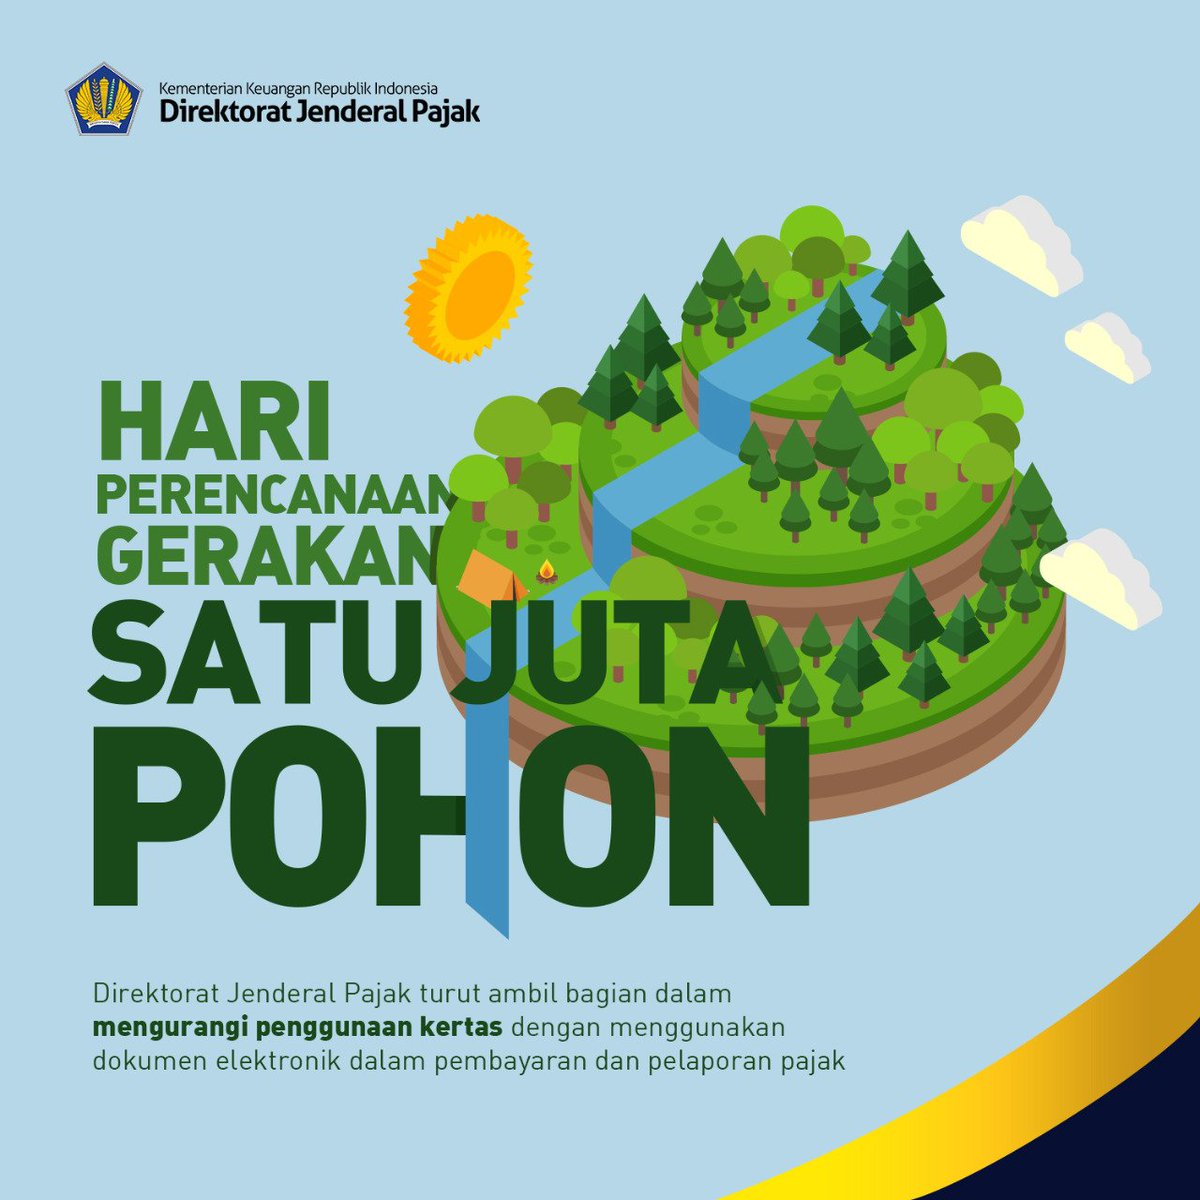 Kementerian Keuangan Republik Indonesia
Direktorat Jenderal Pajak
HARI
PERENCANAAN
GERAKAN
SATU JUTA
POHON
Direktorat Jenderal Pajak turut ambil bagian dalam
mengurangi penggunaan kertas dengan menggunakan
dokumen elektronik dalam pembayaran dan pelaporan pajak